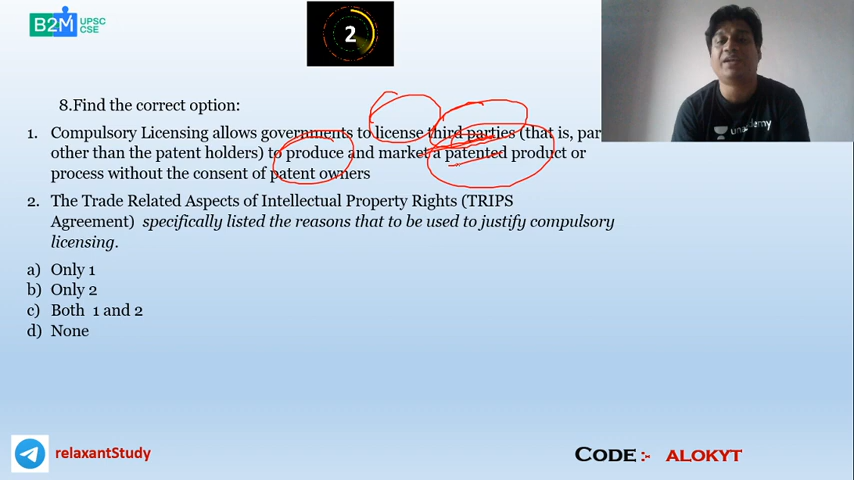 B2M UPSC
CSE
2
8.Find the correct option:
1. Compulsory Licensing allows governments to license third parties (that is,
other than the patent holders) to produce and market a patented product or
process without the consent of patent owners
2. The Trade Related Aspects of Intellectual Property Rights (TRIPS
Agreement) specifically listed the reasons that to be used to justify compulsory
licensing.
a) Only 1
b) Only 2
c) Both 1 and 2
d) None
relaxantStudy
CODE :- ALOKYT